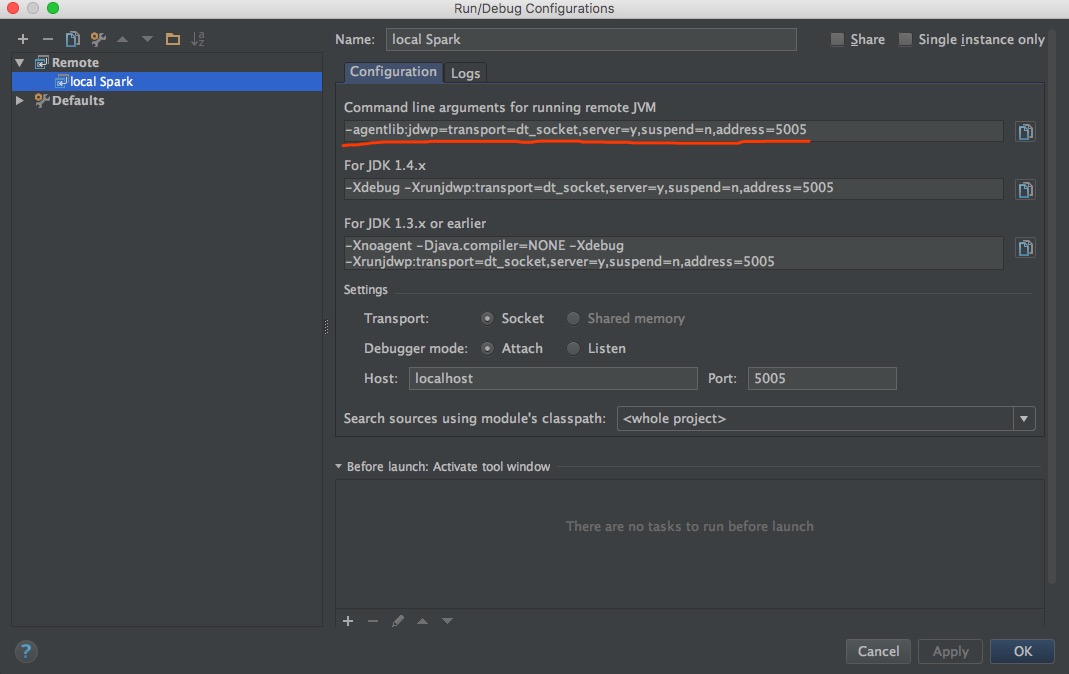 Run/Debug Configurations
Name: local Spark Share Single instance only
Remote
local Spark
Defaults
Configuration Logs
Command line arguments for running remote JVM
-agentlib:jdwp=transport=dt_socket,server=y,suspend=n,address=5005
For JDK 1.4.x
-Xdebug -Xrunjdwp:transport=dt_socket,server=y,suspend=n,address=5005
For JDK 1.3.x or earlier
-Xnoagent -Djava.compiler=NONE -Xdebug
-Xrunjdwp:transport=dt_socket,server=y,suspend=n,address=5005
Settings
Transport: Socket Shared memory
Debugger mode: Attach Listen
Host: localhost Port: 5005
Search sources using module's classpath: <whole project>
Before launch: Activate tool window
There are no tasks to run before launch
? Cancel Apply OK